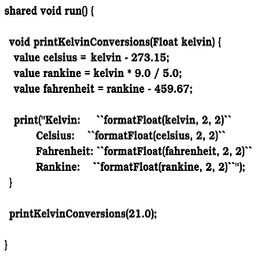 shared void run() {
void printKelvinConversions(Float kelvin) {
value celsius = kelvin - 273.15;
value rankine = kelvin * 9.0 / 5.0;
value fahrenheit = rankine - 459.67;
print("Kelvin: ``formatFloat(kelvin, 2, 2)``
Celsius: ``formatFloat(celsius, 2, 2)``
Fahrenheit: ``formatFloat(fahrenheit, 2, 2)``
Rankine: ``formatFloat(rankine, 2, 2)``");
}
printKelvinConversions(21.0);
}